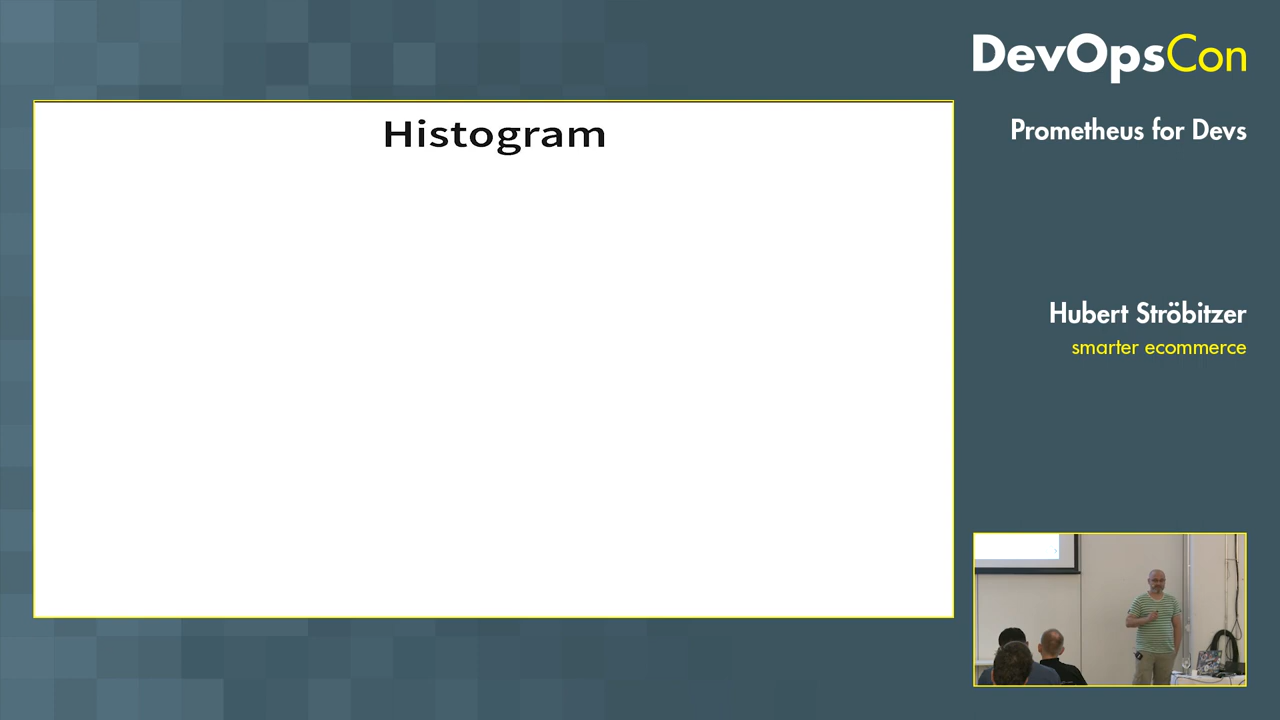 Histogram
DevOpsCon
Prometheus for Devs
Hubert Ströbitzer
smarter ecommerce